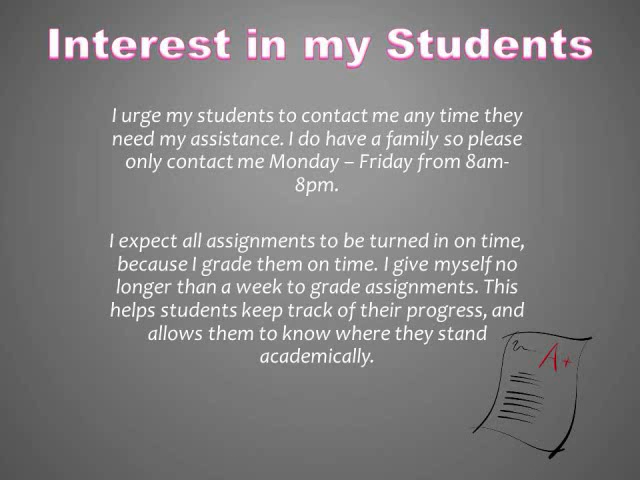 Interest in my Students
I urge my students to contact me any time they
need my assistance. I do have a family so please
only contact me Monday – Friday from 8am-
8pm.
I expect all assignments to be turned in on time,
because I grade them on time. I give myself no
longer than a week to grade assignments. This
helps students keep track of their progress, and
allows them to know where they stand
academically.
A+